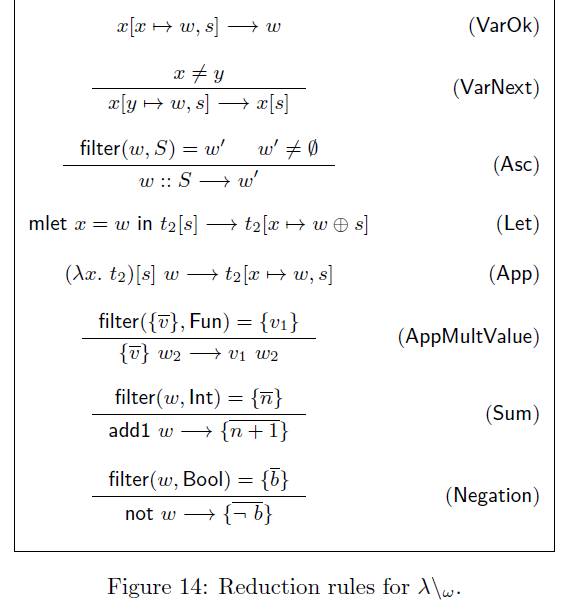 x[x ↦ w, s] ⟶ w (VarOk)
x ≠ y
x[y ↦ w, s] ⟶ x[s] (VarNext)
filter(w, S) = w′ w′ ≠ ∅
w :: S ⟶ w′ (Asc)
mlet x = w in t₂[s] ⟶ t₂[x ↦ w ⊕ s] (Let)
(λx. t₂)[s] w ⟶ t₂[x ↦ w, s] (App)
filter({v̅}, Fun) = {v₁}
{v̅} w₂ ⟶ v₁ w₂ (AppMultValue)
filter(w, Int) = {n̅}
add1 w ⟶ {n̅ ̅+̅ ̅1̅} (Sum)
filter(w, Bool) = {b̅}
not w ⟶ {¬̅ ̅b̅} (Negation)
Figure 14: Reduction rules for λ\ω.